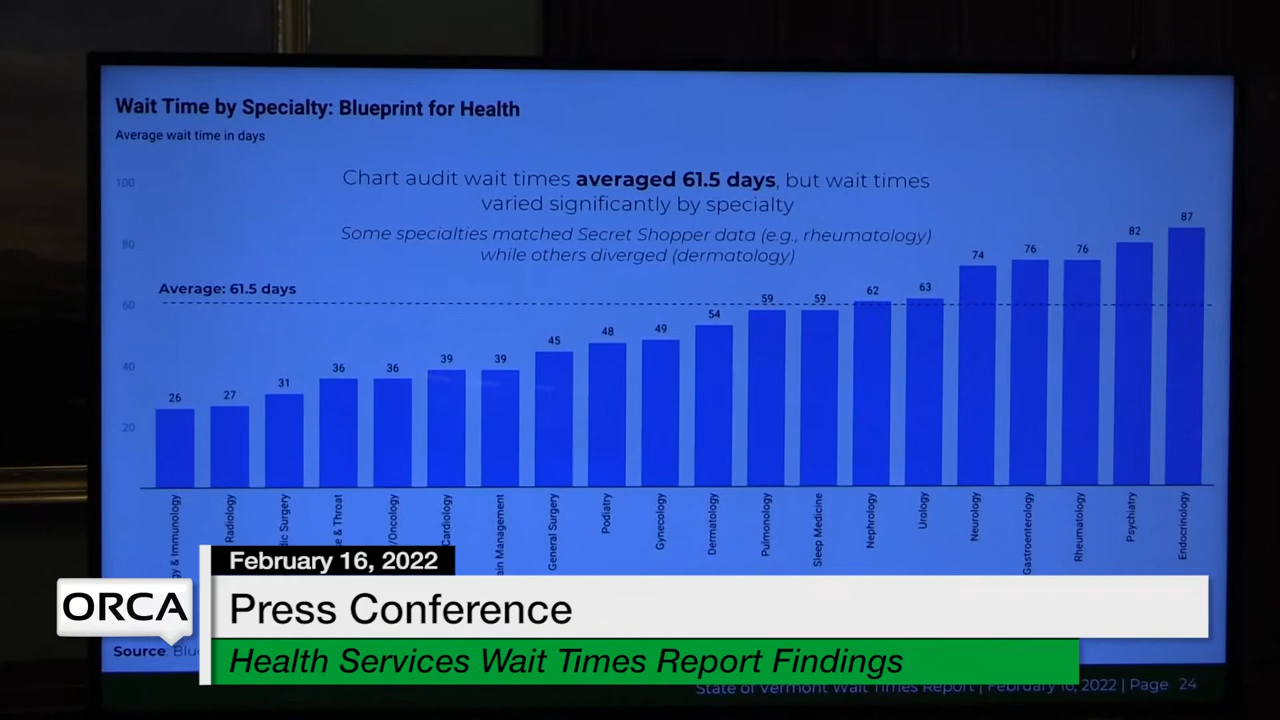 Wait Time by Specialty: Blueprint for Health
Average wait time in days
Chart audit wait times averaged 61.5 days, but wait times
varied significantly by specialty
Some specialties matched Secret Shopper data (e.g., rheumatology)
while others diverged (dermatology)
Average: 61.5 days
100
80
60
40
20
26
27
31
36
36
39
39
45
48
49
54
59
59
62
63
74
76
76
82
87
& Immunology
Radiology
Surgery
& Throat
/Oncology
Cardiology
Management
General Surgery
Podiatry
Gynecology
Dermatology
Pulmonology
Sleep Medicine
Nephrology
Urology
Neurology
Gastroenterology
Rheumatology
Psychiatry
Endocrinology
February 16, 2022
ORCA
Press Conference
Health Services Wait Times Report Findings
Source:
State of Vermont Wait Times Report | February 16, 2022 | Page 24